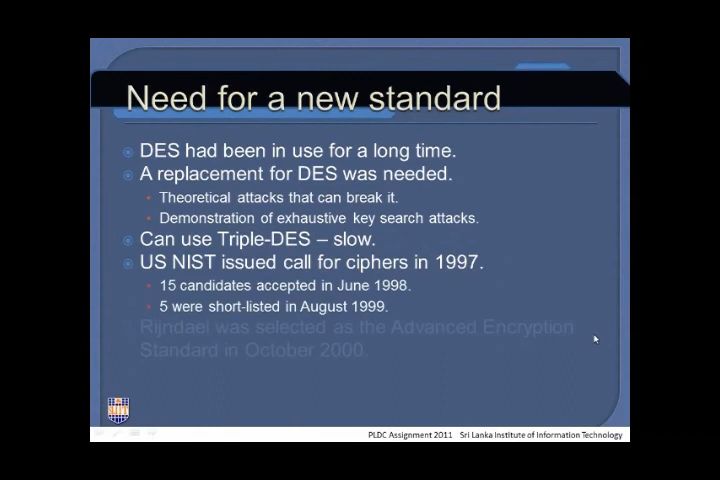 Need for a new standard
DES had been in use for a long time.
A replacement for DES was needed.
Theoretical attacks that can break it.
Demonstration of exhaustive key search attacks.
Can use Triple-DES – slow.
US NIST issued call for ciphers in 1997.
15 candidates accepted in June 1998.
5 were short-listed in August 1999.
Rijndael was selected as the Advanced Encryption
Standard in October 2000.
SLIIT
PLDC Assignment 2011 Sri Lanka Institute of Information Technology